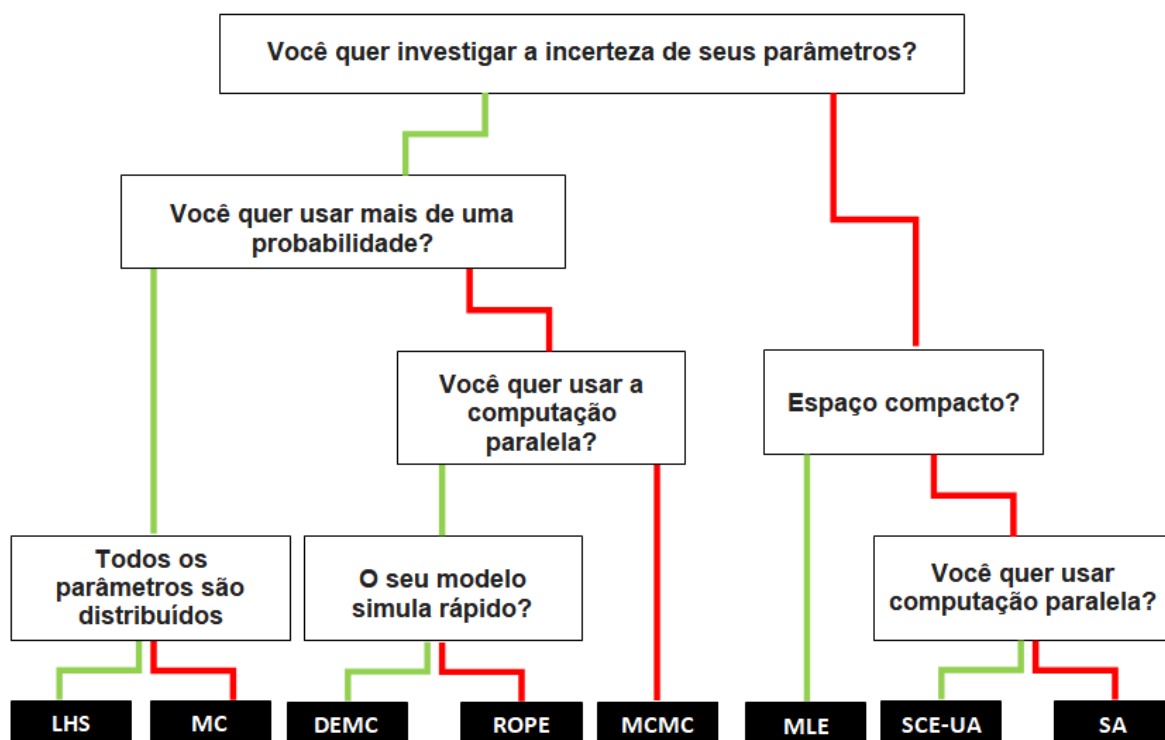 Você quer investigar a incerteza de seus parâmetros?
Você quer usar mais de uma
probabilidade?
Você quer usar a
computação
paralela?
Espaço compacto?
Todos os
parâmetros são
distribuídos
O seu modelo
simula rápido?
Você quer usar
computação paralela?
LHS
MC
DEMC
ROPE
MCMC
MLE
SCE-UA
SA